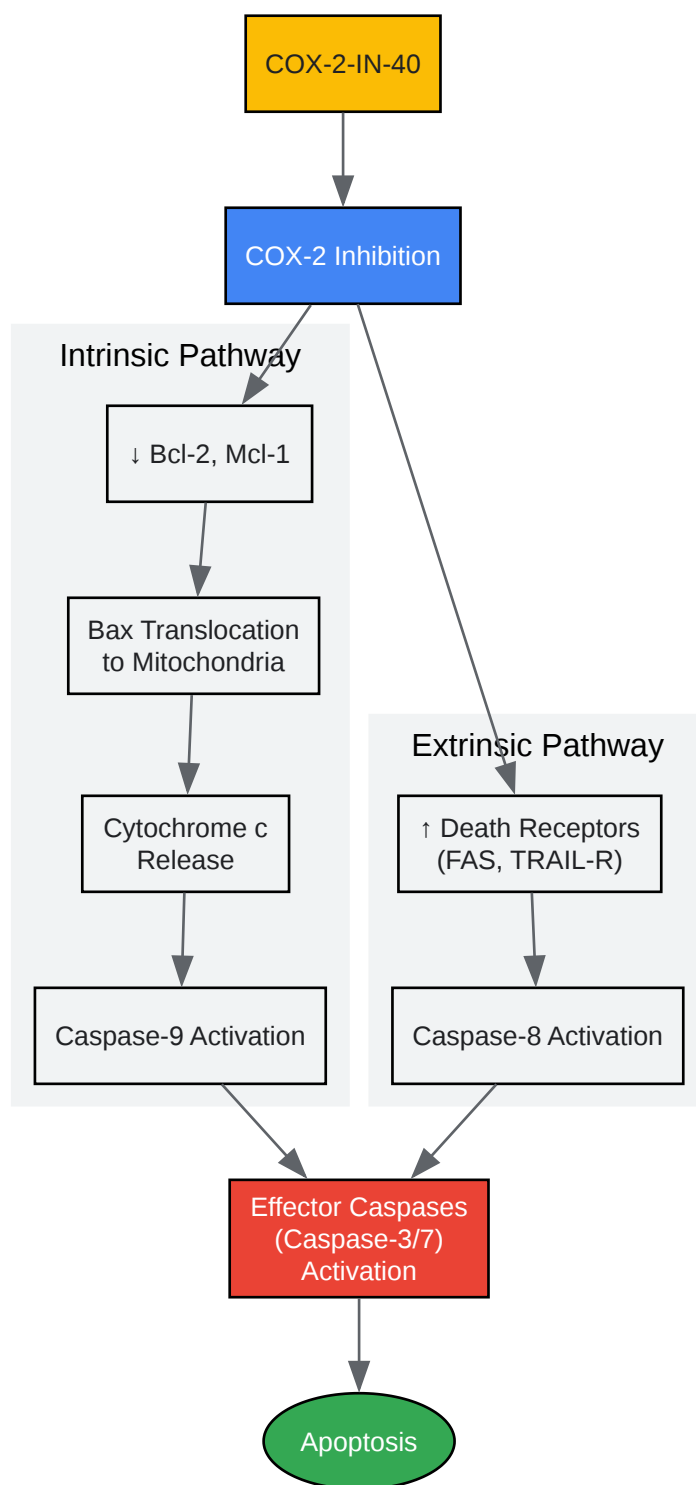 COX-2-IN-40
COX-2 Inhibition
Intrinsic Pathway
↓ Bcl-2, Mcl-1
Bax Translocation
to Mitochondria
Cytochrome c
Release
Caspase-9 Activation
Extrinsic Pathway
↑ Death Receptors
(FAS, TRAIL-R)
Caspase-8 Activation
Effector Caspases
(Caspase-3/7)
Activation
Apoptosis